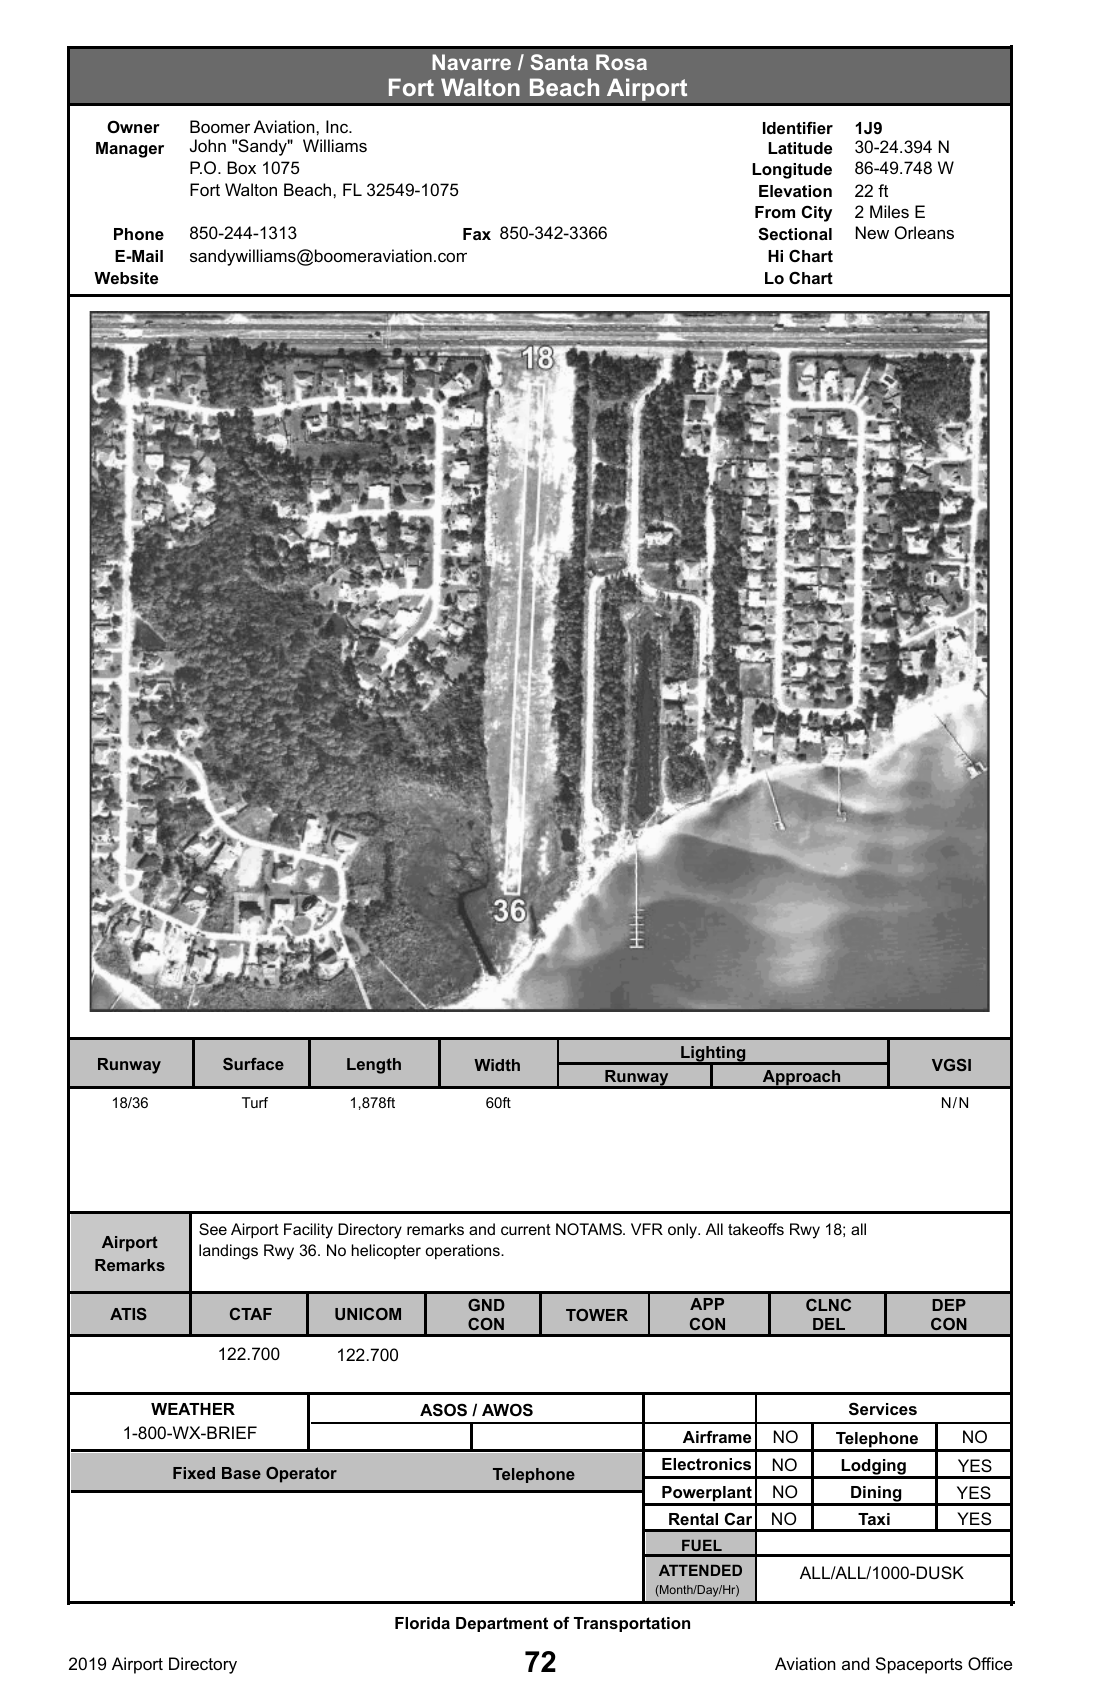 Navarre / Santa Rosa
Fort Walton Beach Airport
Owner Boomer Aviation, Inc.
Manager John "Sandy" Williams
P.O. Box 1075
Fort Walton Beach, FL 32549-1075
Phone 850-244-1313 Fax 850-342-3366
E-Mail sandywilliams@boomeraviation.com
Website
Identifier 1J9
Latitude 30-24.394 N
Longitude 86-49.748 W
Elevation 22 ft
From City 2 Miles E
Sectional New Orleans
Hi Chart
Lo Chart
18
36
Runway Surface Length Width Lighting VGSI
Runway Approach
18/36 Turf 1,878ft 60ft N/N
Airport Remarks
See Airport Facility Directory remarks and current NOTAMS. VFR only. All takeoffs Rwy 18; all
landings Rwy 36. No helicopter operations.
ATIS CTAF UNICOM GND CON TOWER APP CON CLNC DEL DEP CON
122.700 122.700
WEATHER ASOS / AWOS
1-800-WX-BRIEF
Fixed Base Operator Telephone
Services
Airframe NO Telephone NO
Electronics NO Lodging YES
Powerplant NO Dining YES
Rental Car NO Taxi YES
FUEL
ATTENDED ALL/ALL/1000-DUSK
(Month/Day/Hr)
Florida Department of Transportation
2019 Airport Directory 72 Aviation and Spaceports Office